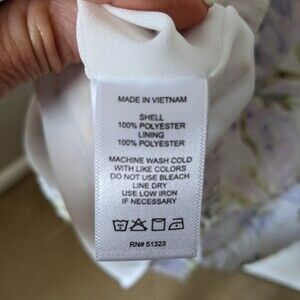 MADE IN VIETNAM
SHELL
100% POLYESTER
LINING
100% POLYESTER
MACHINE WASH COLD
WITH LIKE COLORS
DO NOT USE BLEACH
LINE DRY
USE LOW IRON
IF NECESSARY
RN# 51323